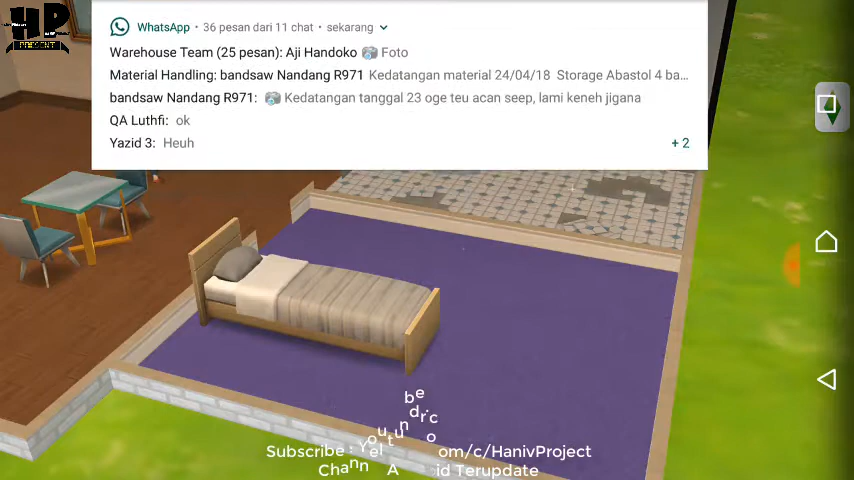 HP
PRESENT
WhatsApp • 36 pesan dari 11 chat • sekarang
Warehouse Team (25 pesan): Aji Handoko 📷 Foto
Material Handling: bandsaw Nandang R971 Kedatangan material 24/04/18 Storage Abastol 4 ba...
bandsaw Nandang R971: 📷 Kedatangan tanggal 23 oge teu acan seep, lami keneh jigana
QA Luthfi: ok
Yazid 3: Heuh
+ 2
Subscribe : om/c/HanivProject
Chann id Terupdate